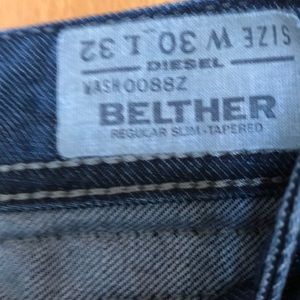 SIZE W 30 L 32
DIESEL
WASH 0088Z
BELTHER
REGULAR SLIM-TAPERED